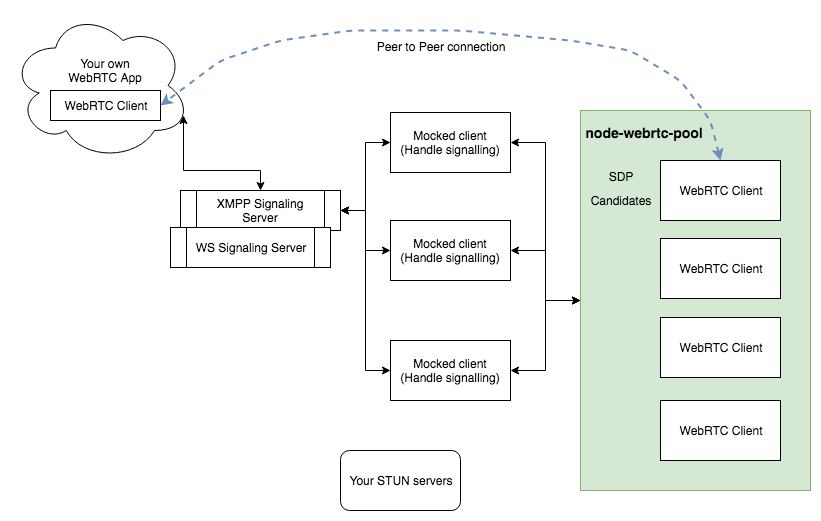 Peer to Peer connection
Your own
WebRTC App
WebRTC Client
XMPP Signaling
Server
WS Signaling Server
Mocked client
(Handle signalling)
Mocked client
(Handle signalling)
Mocked client
(Handle signalling)
node-webrtc-pool
SDP
Candidates
WebRTC Client
WebRTC Client
WebRTC Client
WebRTC Client
Your STUN servers